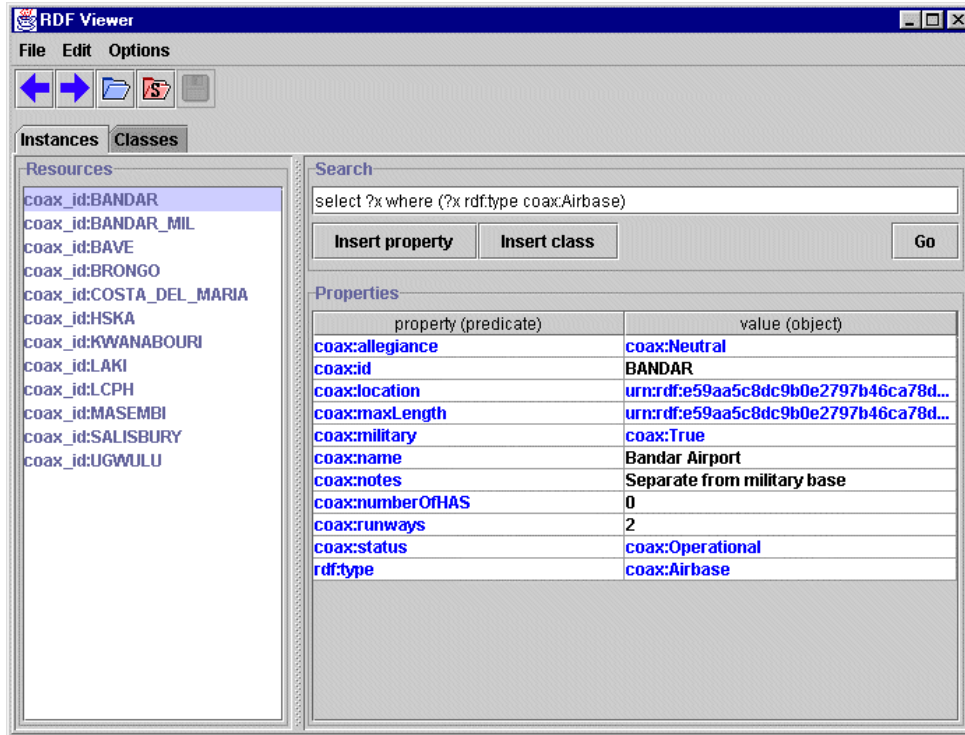 RDF Viewer
File Edit Options
S
Instances Classes
Resources
coax_id:BANDAR
coax_id:BANDAR_MIL
coax_id:BAVE
coax_id:BRONGO
coax_id:COSTA_DEL_MARIA
coax_id:HSKA
coax_id:KWANABOURI
coax_id:LAKI
coax_id:LCPH
coax_id:MASEMBI
coax_id:SALISBURY
coax_id:UGWULU
Search
select ?x where (?x rdf:type coax:Airbase)
Insert property Insert class Go
Properties
property (predicate) value (object)
coax:allegiance coax:Neutral
coax:id BANDAR
coax:location urn:rdf:e59aa5c8dc9b0e2797b46ca78d...
coax:maxLength urn:rdf:e59aa5c8dc9b0e2797b46ca78d...
coax:military coax:True
coax:name Bandar Airport
coax:notes Separate from military base
coax:numberOfHAS 0
coax:runways 2
coax:status coax:Operational
rdf:type coax:Airbase